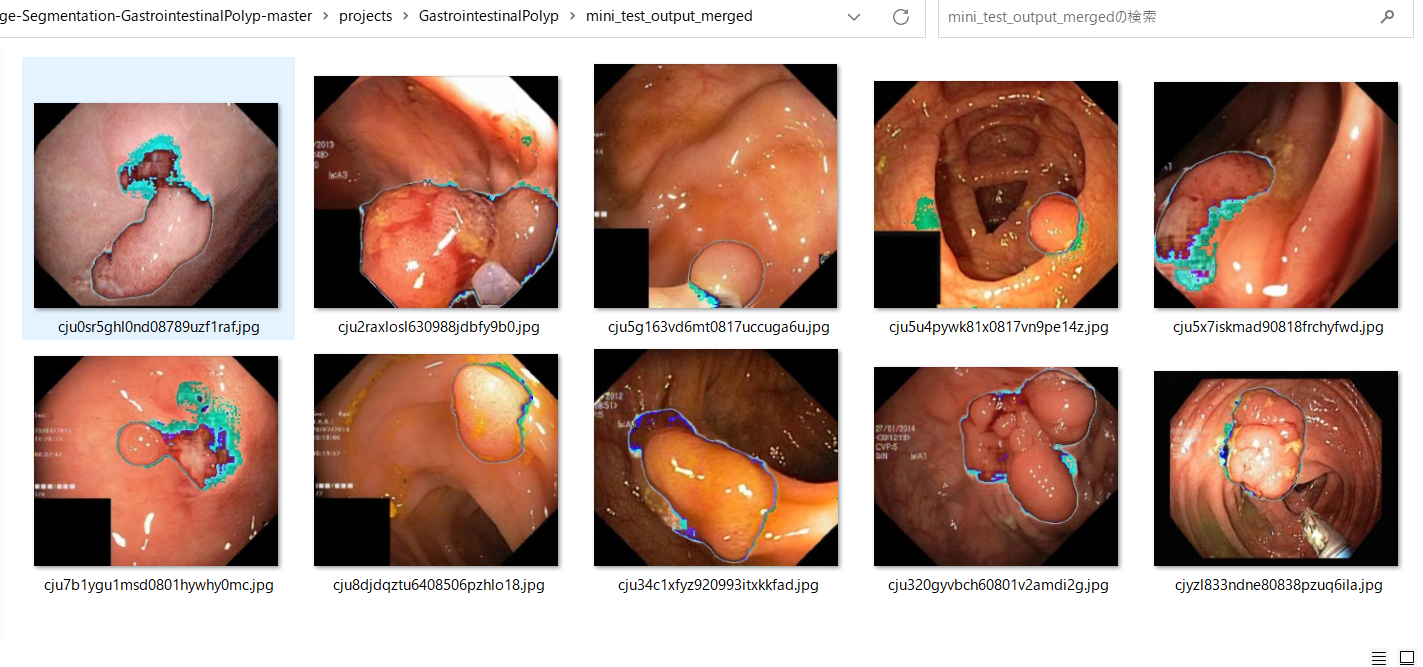 ge-Segmentation-GastrointestinalPolyp-master > projects > GastrointestinalPolyp > mini_test_output_merged
mini_test_output_mergedの検索
cju0sr5ghl0nd08789uzf1raf.jpg
cju2raxlosl630988jdbfy9b0.jpg
cju5g163vd6mt0817uccuga6u.jpg
cju5u4pywk81x0817vn9pe14z.jpg
cju5x7iskmad90818frchyfwd.jpg
cju7b1ygu1msd0801hywhy0mc.jpg
cju8djdqztu6408506pzhlo18.jpg
cju34c1xfyz920993itxkkfad.jpg
cju320gyvbch60801v2amdi2g.jpg
cjyzl833ndne80838pzuq6ila.jpg